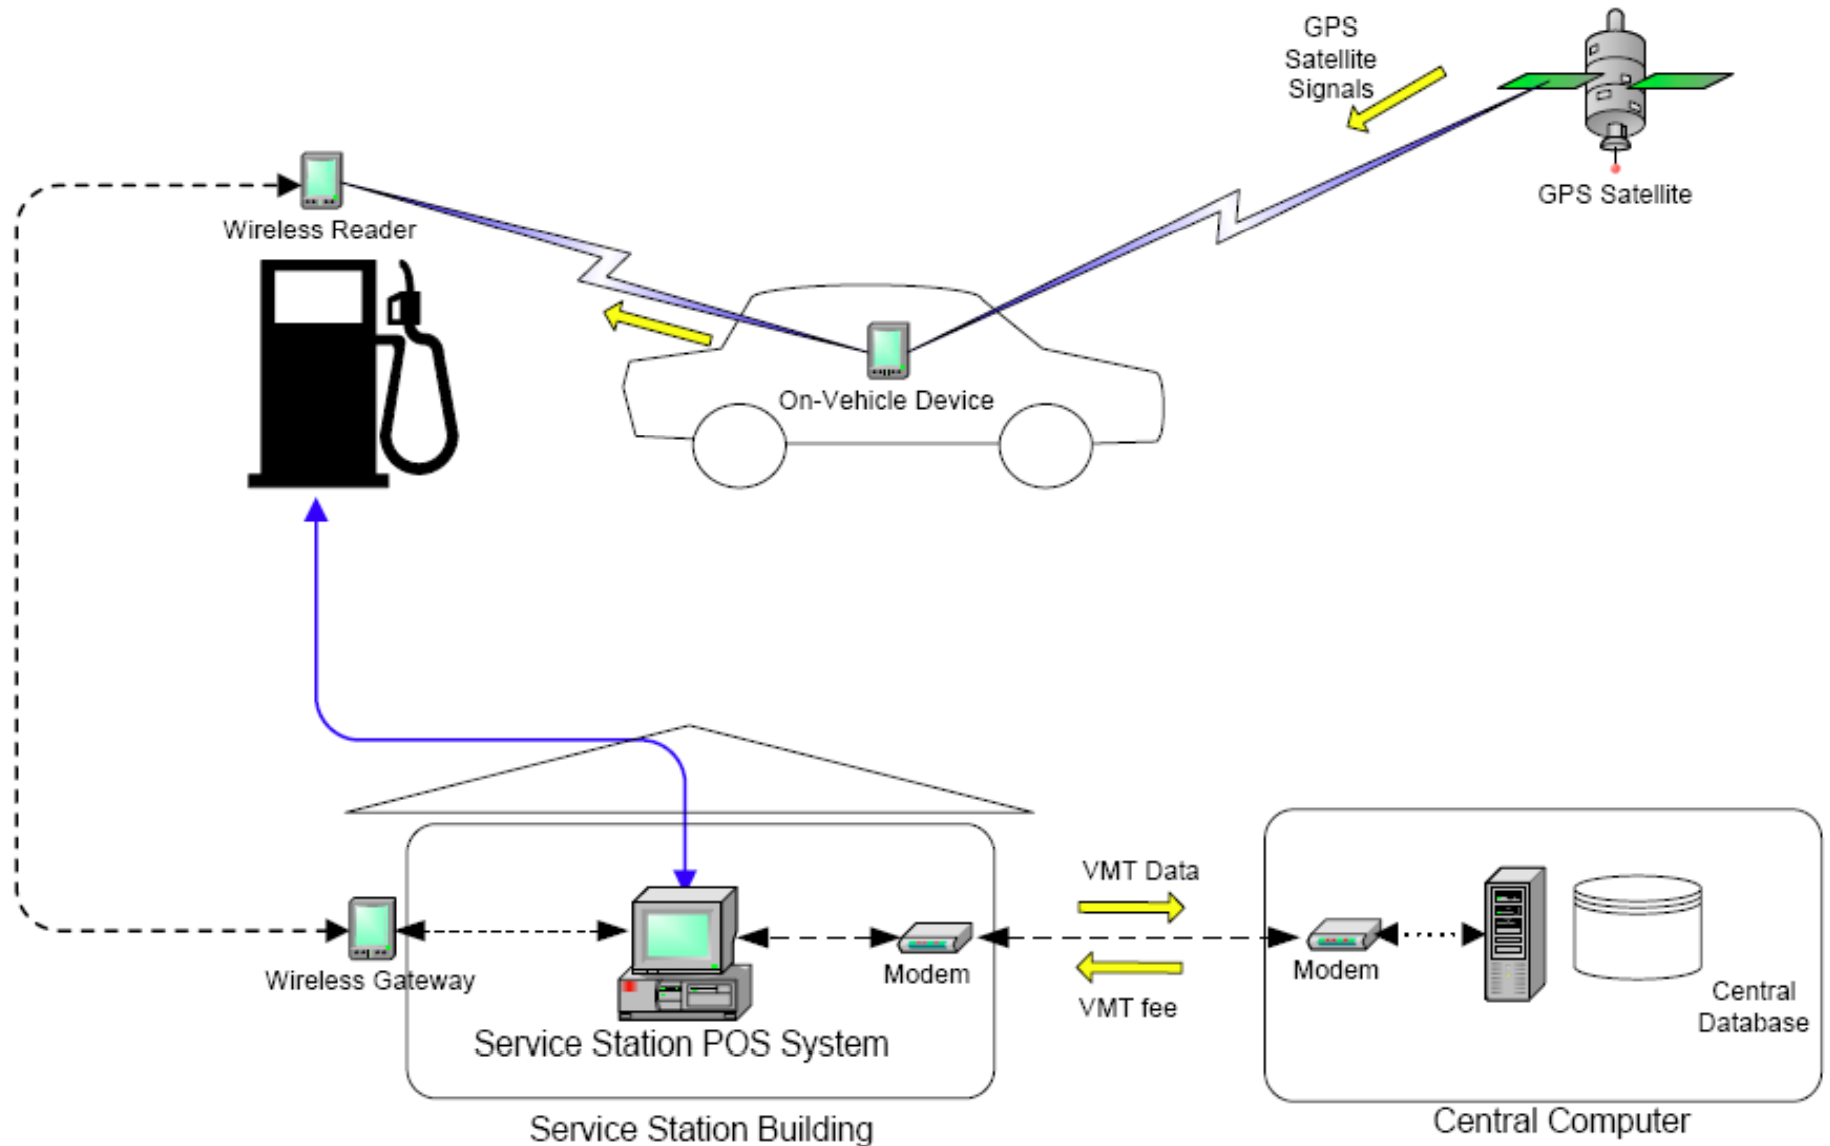 GPS
Satellite
Signals
GPS Satellite
Wireless Reader
On-Vehicle Device
VMT Data
Wireless Gateway
Modem
VMT fee
Modem
Central
Database
Service Station POS System
Service Station Building
Central Computer